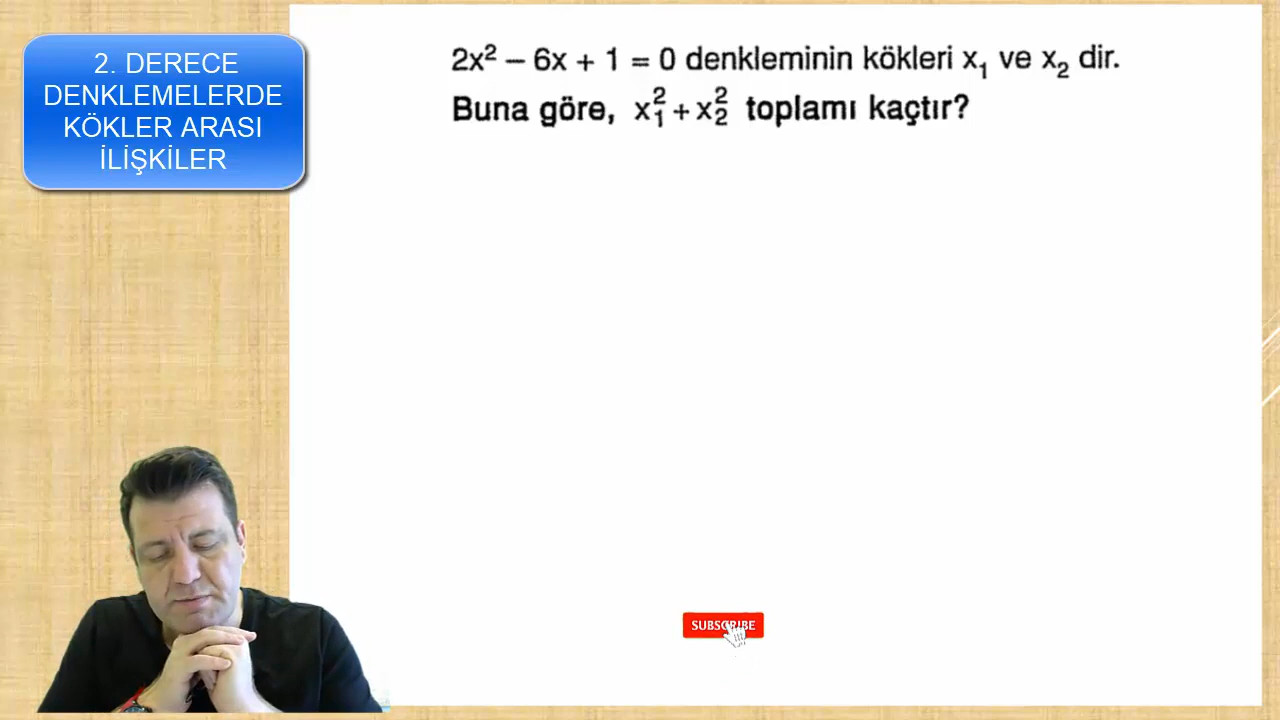 2. DERECE
DENKLEMELERDE
KÖKLER ARASI
İLİŞKİLER
2x² – 6x + 1 = 0 denkleminin kökleri x₁ ve x₂ dir.
Buna göre, x₁² + x₂² toplamı kaçtır?
SUBSCRIBE